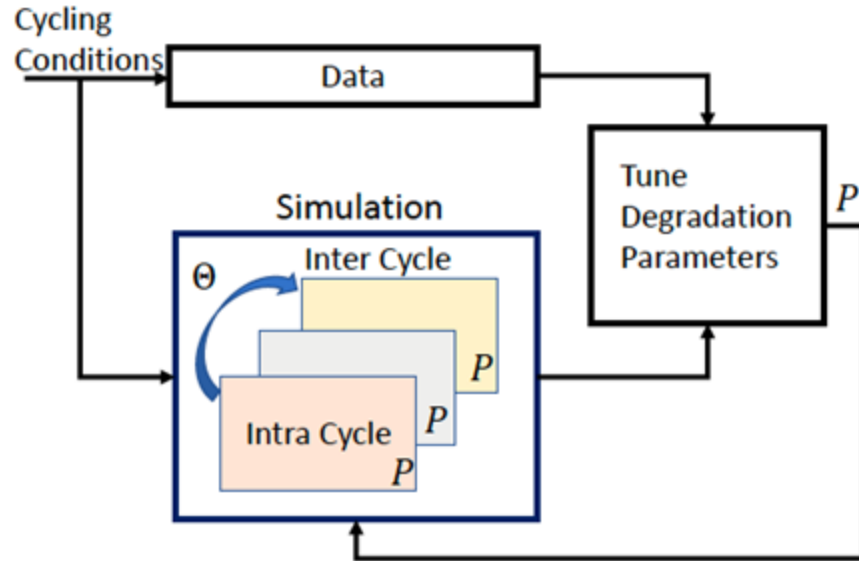 Cycling
Conditions
Data
Tune
Degradation
Parameters
P
Simulation
Inter Cycle
Θ
P
P
Intra Cycle
P